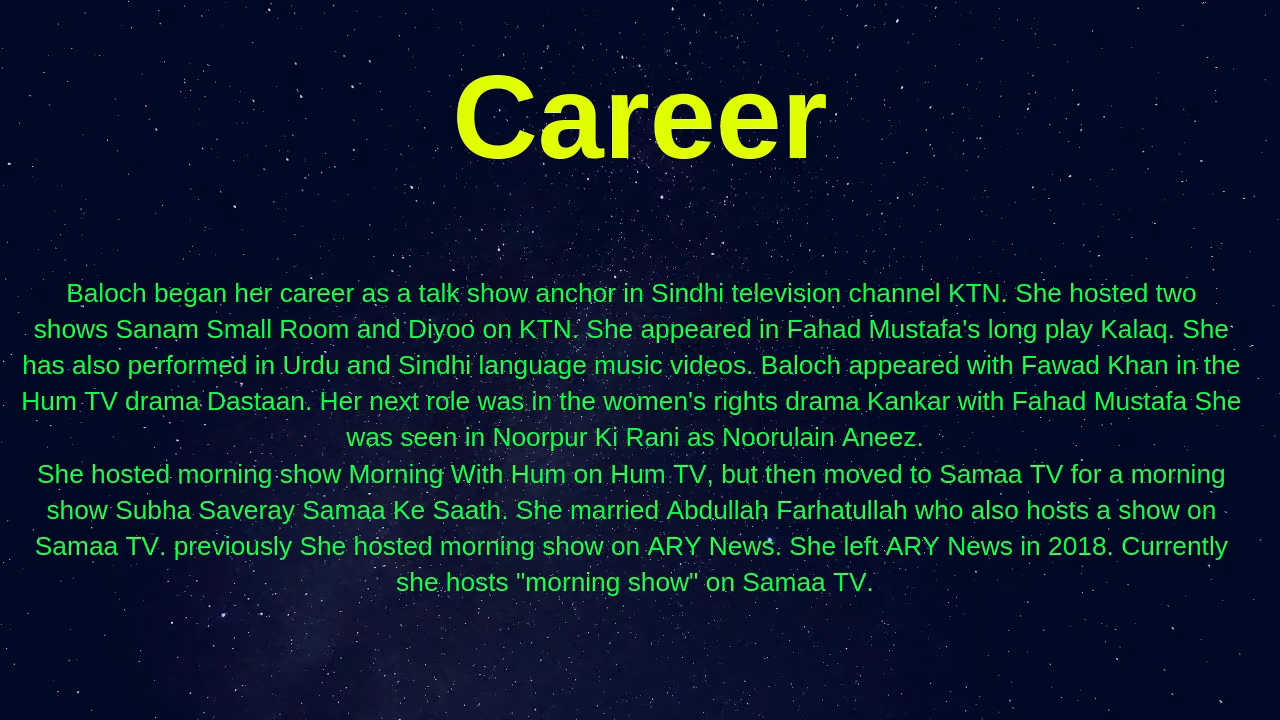 Career
Baloch began her career as a talk show anchor in Sindhi television channel KTN. She hosted two
shows Sanam Small Room and Diyoo on KTN. She appeared in Fahad Mustafa's long play Kalaq. She
has also performed in Urdu and Sindhi language music videos. Baloch appeared with Fawad Khan in the
Hum TV drama Dastaan. Her next role was in the women's rights drama Kankar with Fahad Mustafa She
was seen in Noorpur Ki Rani as Noorulain Aneez.
She hosted morning show Morning With Hum on Hum TV, but then moved to Samaa TV for a morning
show Subha Saveray Samaa Ke Saath. She married Abdullah Farhatullah who also hosts a show on
Samaa TV. previously She hosted morning show on ARY News. She left ARY News in 2018. Currently
she hosts "morning show" on Samaa TV.